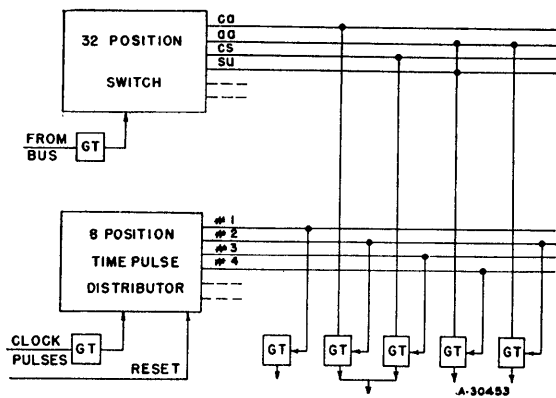 32 POSITION
SWITCH
ca
aa
cs
su
FROM
BUS
GT
8 POSITION
TIME PULSE
DISTRIBUTOR
#1
#2
#3
#4
CLOCK
PULSES
GT
RESET
GT
GT
GT
GT
GT
A-30453